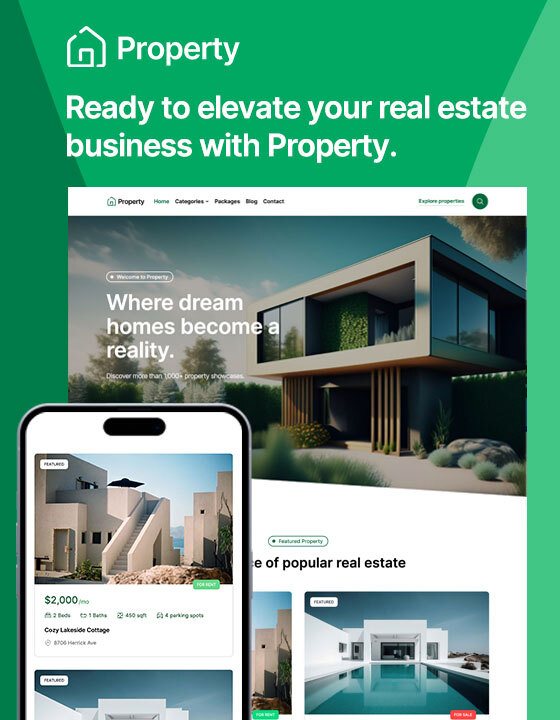 Property
Ready to elevate your real estate
business with Property.
Property
Home Categories Packages Blog Contact
Explore properties
Welcome to Property
Where dream
homes become a
reality.
Discover more than 1,000+ property showcases.
Featured Property
ce of popular real estate
FEATURED
FOR RENT
$2,000/mo
2 Beds 1 Baths 450 sqft 4 parking spots
Cozy Lakeside Cottage
8706 Herrick Ave
FEATURED
FOR RENT
FEATURED
FOR SALE